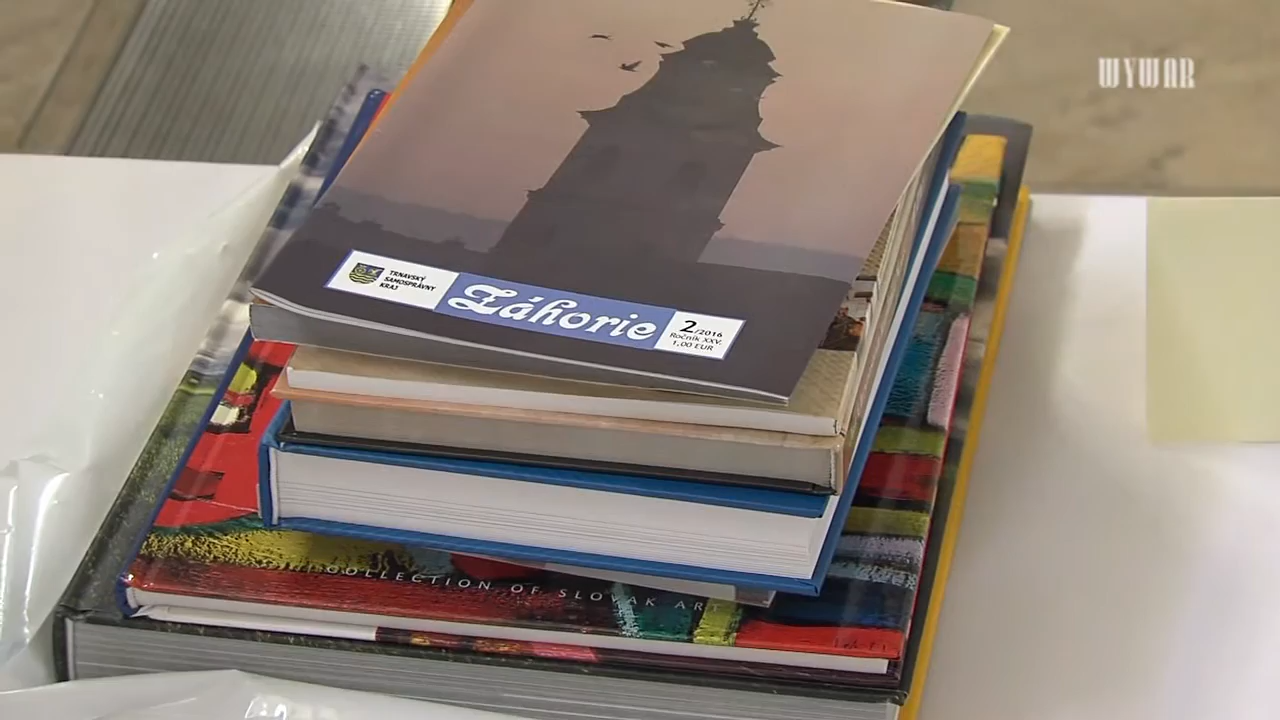 WYWAR
TRNAVSKÝ
SAMOSPRÁVNY
KRAJ
Záhorie
2/2016
Ročník XXV.
1,00 EUR
COLLECTION OF SLOVAK ART